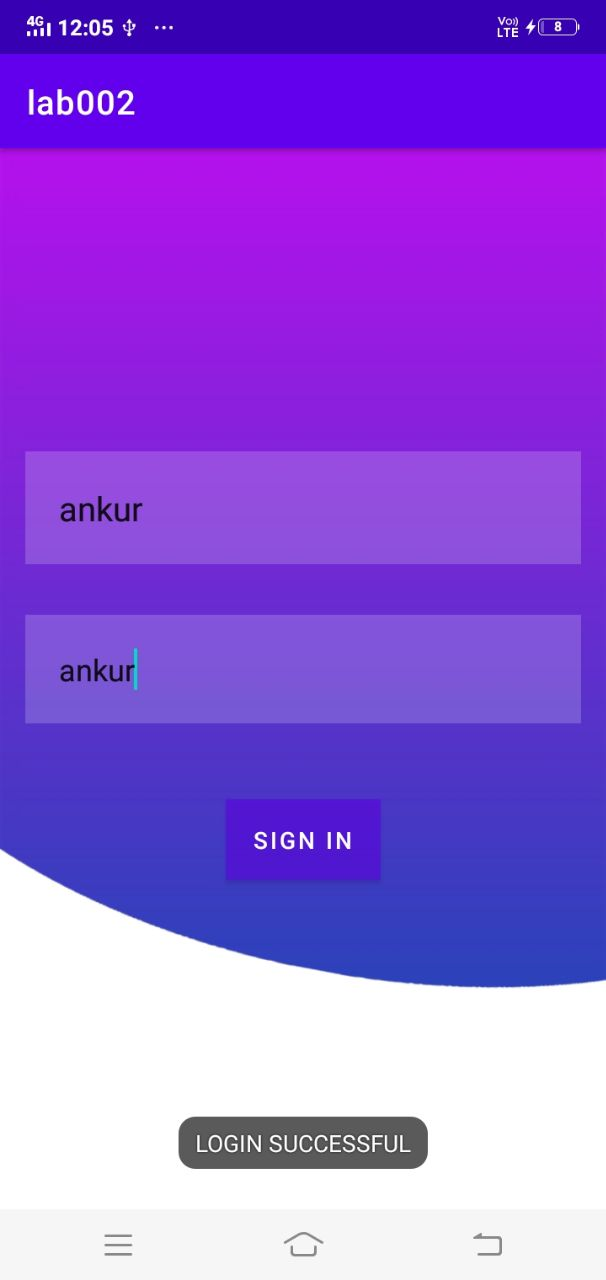 4G 12:05 ... Vo)) LTE 8
lab002
ankur
ankur
SIGN IN
LOGIN SUCCESSFUL